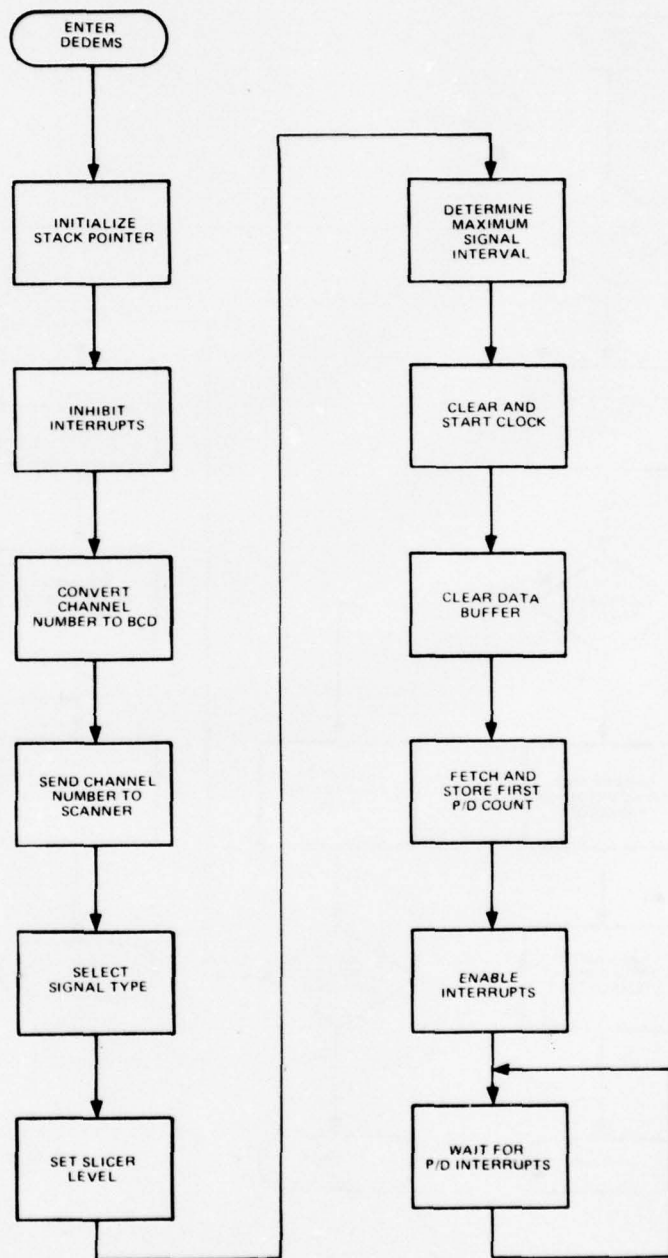 ENTER
DEDEMS
INITIALIZE
STACK POINTER
INHIBIT
INTERRUPTS
CONVERT
CHANNEL
NUMBER TO BCD
SEND CHANNEL
NUMBER TO
SCANNER
SELECT
SIGNAL TYPE
SET SLICER
LEVEL
DETERMINE
MAXIMUM
SIGNAL
INTERVAL
CLEAR AND
START CLOCK
CLEAR DATA
BUFFER
FETCH AND
STORE FIRST
P/D COUNT
ENABLE
INTERRUPTS
WAIT FOR
P/D INTERRUPTS